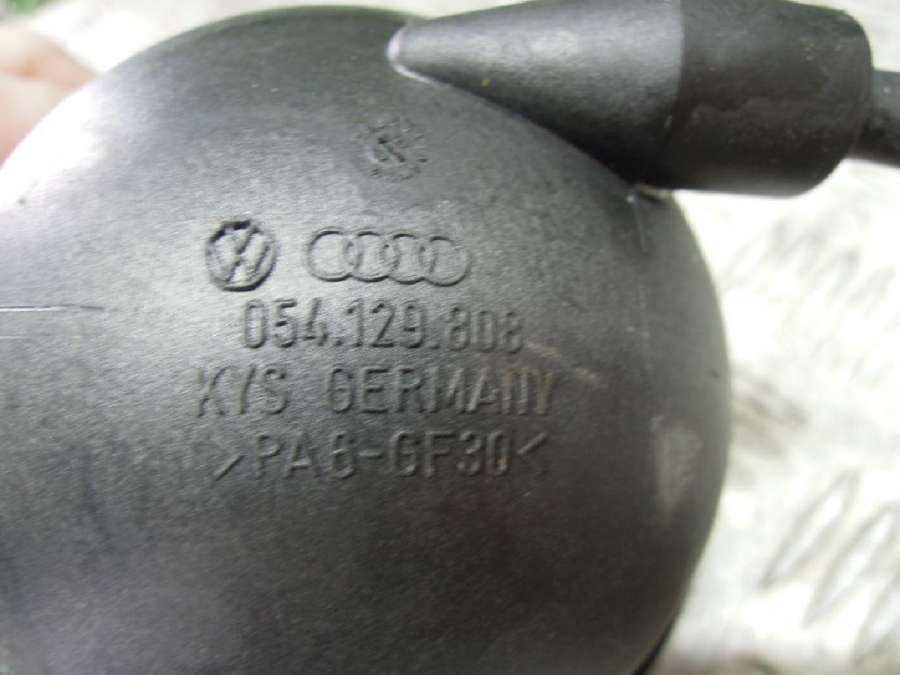 054.129.808
KYS GERMANY
>PA6-GF30<